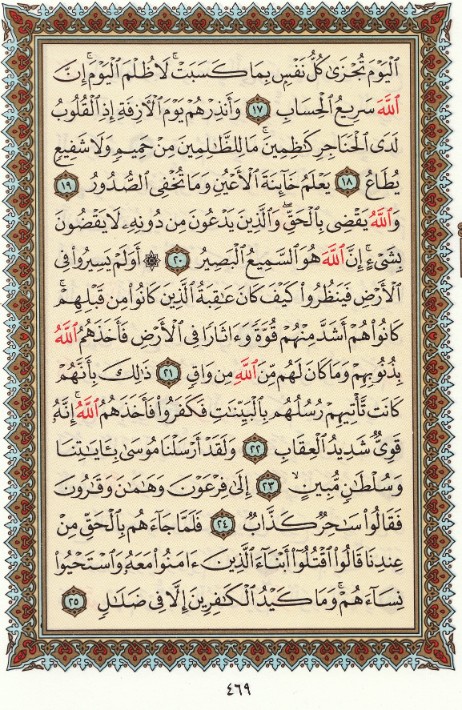 ٱلۡيَوۡمَ تُجۡزَىٰ كُلُّ نَفۡسِۭ بِمَا كَسَبَتۡۚ لَا ظُلۡمَ ٱلۡيَوۡمَۚ إِنَّ
ٱللَّهَ سَرِيعُ ٱلۡحِسَابِ ١٧ وَأَنذِرۡهُمۡ يَوۡمَ ٱلۡأٓزِفَةِ إِذِ ٱلۡقُلُوبُ
لَدَى ٱلۡحَنَاجِرِ كَٰظِمِينَۚ مَا لِلظَّٰلِمِينَ مِنۡ حَمِيمٖ وَلَا شَفِيعٖ
يُطَاعُ ١٨ يَعۡلَمُ خَآئِنَةَ ٱلۡأَعۡيُنِ وَمَا تُخۡفِي ٱلصُّدُورُ ١٩
وَٱللَّهُ يَقۡضِي بِٱلۡحَقِّۖ وَٱلَّذِينَ يَدۡعُونَ مِن دُونِهِۦ لَا يَقۡضُونَ
بِشَيۡءٍۗ إِنَّ ٱللَّهَ هُوَ ٱلسَّمِيعُ ٱلۡبَصِيرُ ٢٠ ۞ أَوَلَمۡ يَسِيرُواْ فِي
ٱلۡأَرۡضِ فَيَنظُرُواْ كَيۡفَ كَانَ عَٰقِبَةُ ٱلَّذِينَ كَانُواْ مِن قَبۡلِهِمۡۚ
كَانُواْ هُمۡ أَشَدَّ مِنۡهُمۡ قُوَّةٗ وَءَاثَارٗا فِي ٱلۡأَرۡضِ فَأَخَذَهُمُ ٱللَّهُ
بِذُنُوبِهِمۡ وَمَا كَانَ لَهُم مِّنَ ٱللَّهِ مِن وَاقٖ ٢١ ذَٰلِكَ بِأَنَّهُمۡ
كَانَت تَّأۡتِيهِمۡ رُسُلُهُم بِٱلۡبَيِّنَٰتِ فَكَفَرُواْ فَأَخَذَهُمُ ٱللَّهُۚ إِنَّهُۥ
قَوِيّٞ شَدِيدُ ٱلۡعِقَابِ ٢٢ وَلَقَدۡ أَرۡسَلۡنَا مُوسَىٰ بِـَٔايَٰتِنَا
وَسُلۡطَٰنٖ مُّبِينٍ ٢٣ إِلَىٰ فِرۡعَوۡنَ وَهَٰمَٰنَ وَقَٰرُونَ
فَقَالُواْ سَٰحِرٞ كَذَّابٞ ٢٤ فَلَمَّا جَآءَهُم بِٱلۡحَقِّ مِنۡ
عِندِنَا قَالُواْ ٱقۡتُلُوٓاْ أَبۡنَآءَ ٱلَّذِينَ ءَامَنُواْ مَعَهُۥ وَٱسۡتَحۡيُواْ
نِسَآءَهُمۡۚ وَمَا كَيۡدُ ٱلۡكَٰفِرِينَ إِلَّا فِي ضَلَٰلٖ ٢٥
٤٦٩